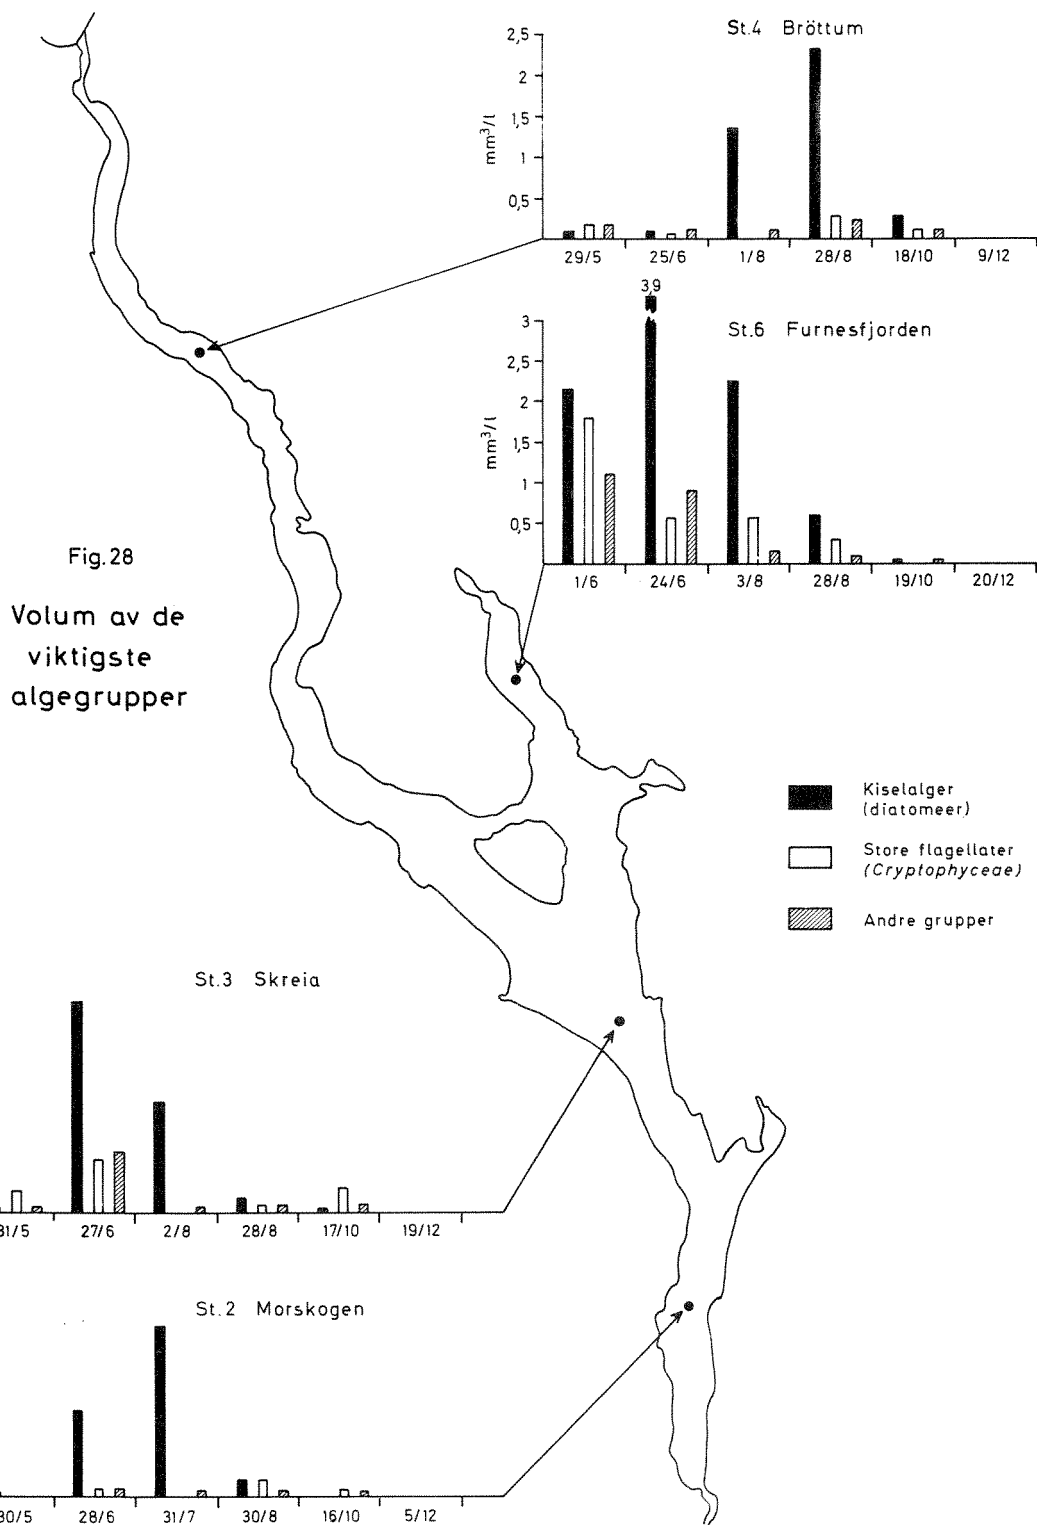 St.4 Bröttum
2,5
2
1,5
1
0,5
mm³/l
29/5 25/6 1/8 28/8 18/10 9/12
3,9
St.6 Furnesfjorden
3
2,5
2
1,5
1
0,5
mm³/l
1/6 24/6 3/8 28/8 19/10 20/12
Fig.28
Volum av de
viktigste
algegrupper
Kiselalger
(diatomeer)
Store flagellater
(Cryptophyceae)
Andre grupper
St.3 Skreia
31/5 27/6 2/8 28/8 17/10 19/12
St.2 Morskogen
30/5 28/6 31/7 30/8 16/10 5/12